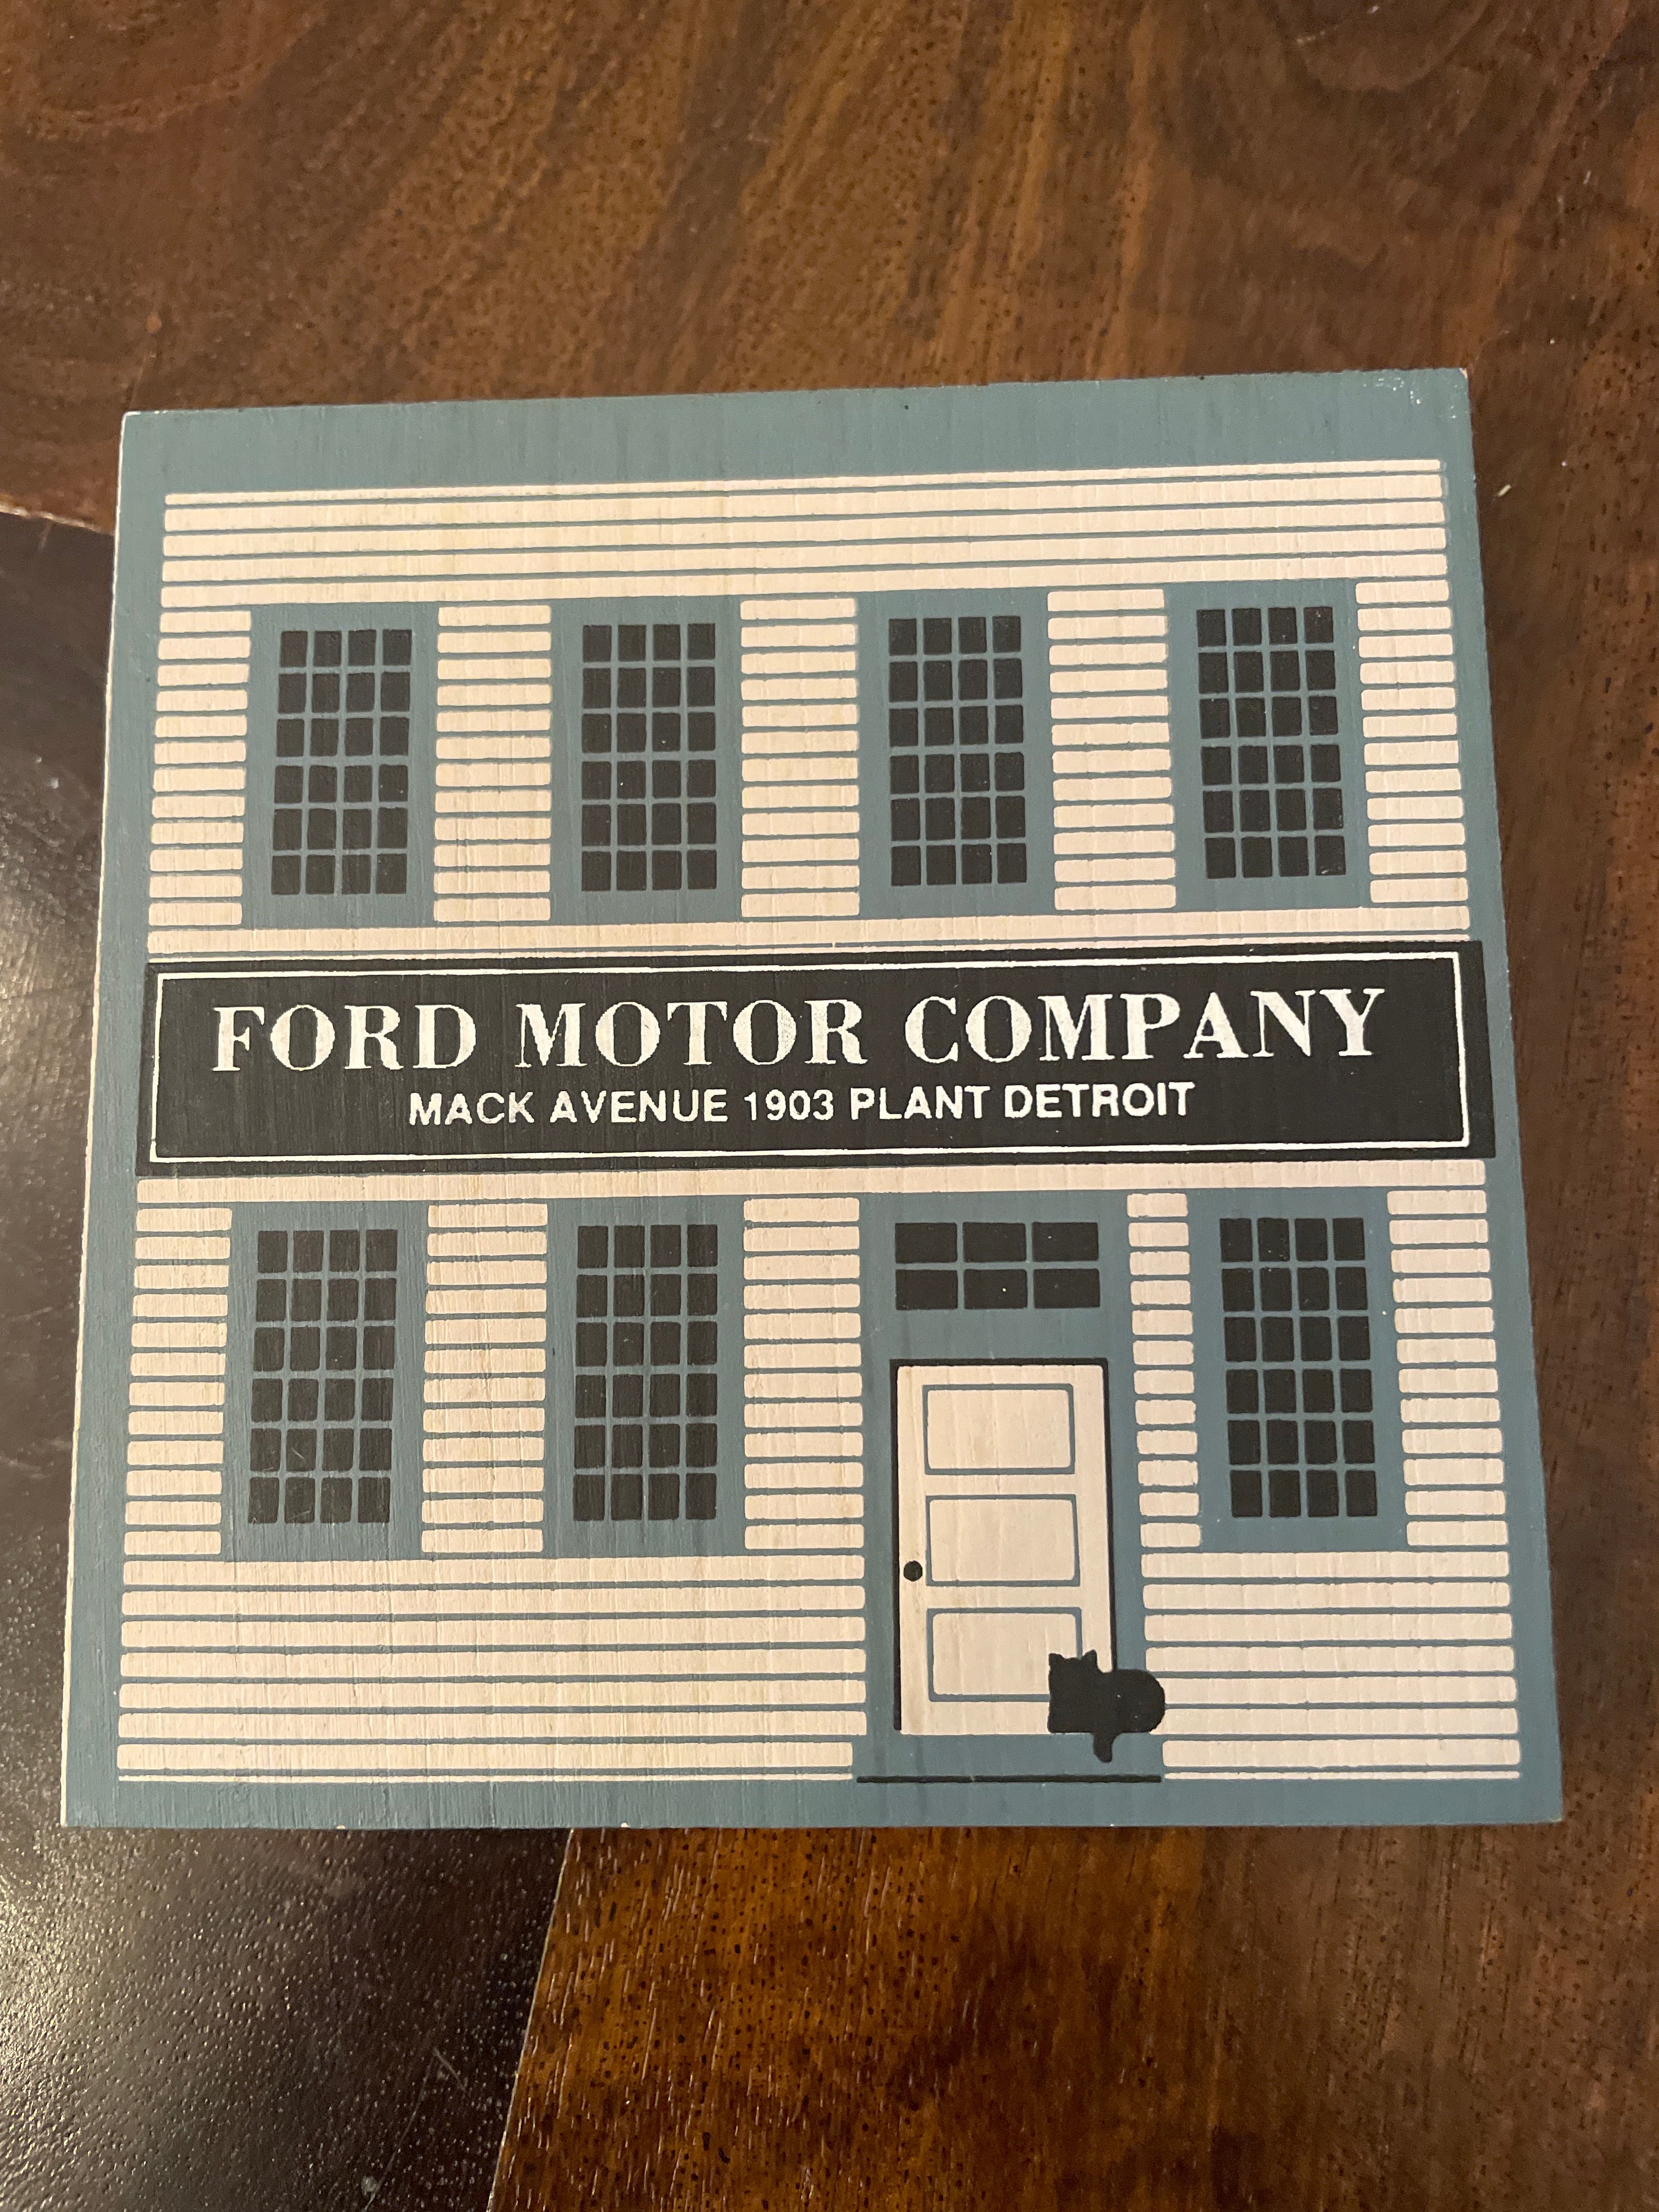 FORD MOTOR COMPANY
MACK AVENUE 1903 PLANT DETROIT